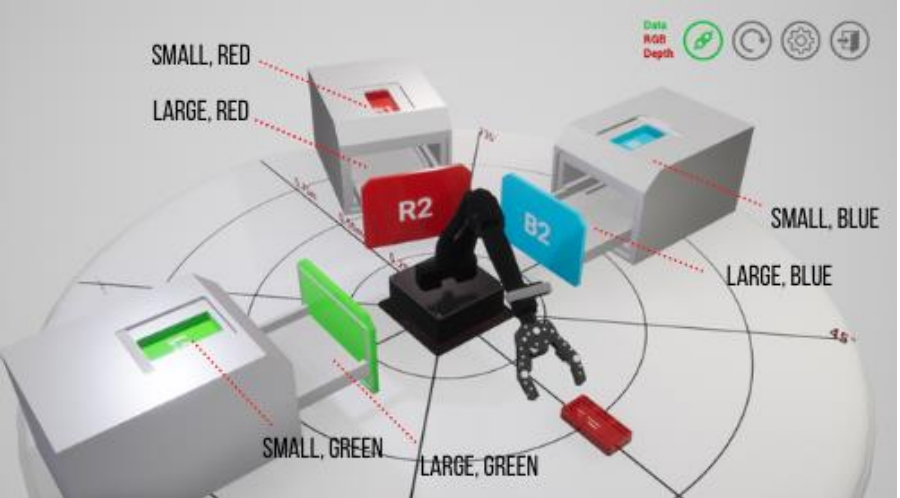 Data
RGB
Depth
SMALL, RED
LARGE, RED
R2
B2
SMALL, BLUE
LARGE, BLUE
SMALL, GREEN
LARGE, GREEN